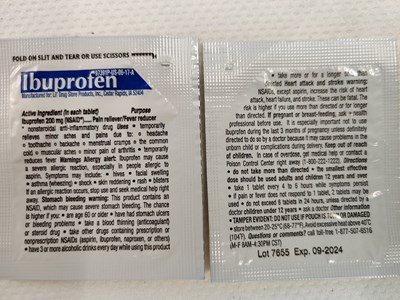 FOLD ON SLIT AND TEAR OR USE SCISSORS
Ibuprofen
Manufactured for: Lil' Drug Store Products, Inc., Cedar Rapids, IA 52404
Active ingredient (in each tablet) Purpose
Ibuprofen 200 mg (NSAID*)..... Pain reliever/Fever reducer
* nonsteroidal anti-inflammatory drug Uses • temporarily
relieves minor aches and pains due to: • headache
• toothache • backache • menstrual cramps • the common
cold • muscular aches • minor pain of arthritis • temporarily
reduces fever Warnings Allergy alert: Ibuprofen may cause
a severe allergic reaction, especially in people allergic to
aspirin. Symptoms may include: • hives • facial swelling
• asthma (wheezing) • shock • skin reddening • rash • blisters
If an allergic reaction occurs, stop use and seek medical help right
away. Stomach bleeding warning: This product contains an
NSAID, which may cause severe stomach bleeding. The chance
is higher if you: • are age 60 or older • have had stomach ulcers
or bleeding problems • take a blood thinning (anticoagulant)
or steroid drug • take other drugs containing prescription or
nonprescription NSAIDs (aspirin, ibuprofen, naproxen, or others)
• have 3 or more alcoholic drinks every day while using this product
• take more or for a longer time than
directed Heart attack and stroke warning:
NSAIDs, except aspirin, increase the risk of heart
attack, heart failure, and stroke. These can be fatal. The
risk is higher if you use more than directed or for longer
than directed. If pregnant or breast-feeding, ask a health
professional before use. It is especially important not to use
ibuprofen during the last 3 months of pregnancy unless definitely
directed to do so by a doctor because it may cause problems in the
unborn child or complications during delivery. Keep out of reach
of children. In case of overdose, get medical help or contact a
Poison Control Center right away (1-800-222-1222). Directions
• do not take more than directed • the smallest effective
dose should be used adults and children 12 years and over:
• take 1 tablet every 4 to 6 hours while symptoms persist
• if pain or fever does not respond to 1 tablet, 2 tablets may be
used • do not exceed 6 tablets in 24 hours, unless directed by a
doctor children under 12 years • ask a doctor Other information
• TAMPER EVIDENT: DO NOT USE IF POUCH IS TORN OR DAMAGED
• store between 20-25°C (68-77°F). Avoid excessive heat above 40°C
(104°F). Questions or comments? call toll-free 1-877-507-6516
(M-F 8AM-4:30PM CST)
Lot 7655 Exp. 09-2024